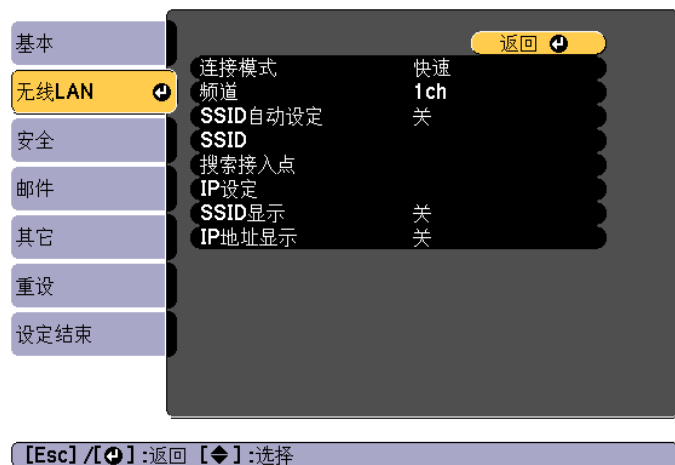 基本
无线LAN
安全
邮件
其它
重设
设定结束
返回
连接模式 快速
频道 1ch
SSID自动设定 关
SSID
搜索接入点
IP设定
SSID显示 关
IP地址显示 关
[Esc] /[ ] :返回 [ ] :选择